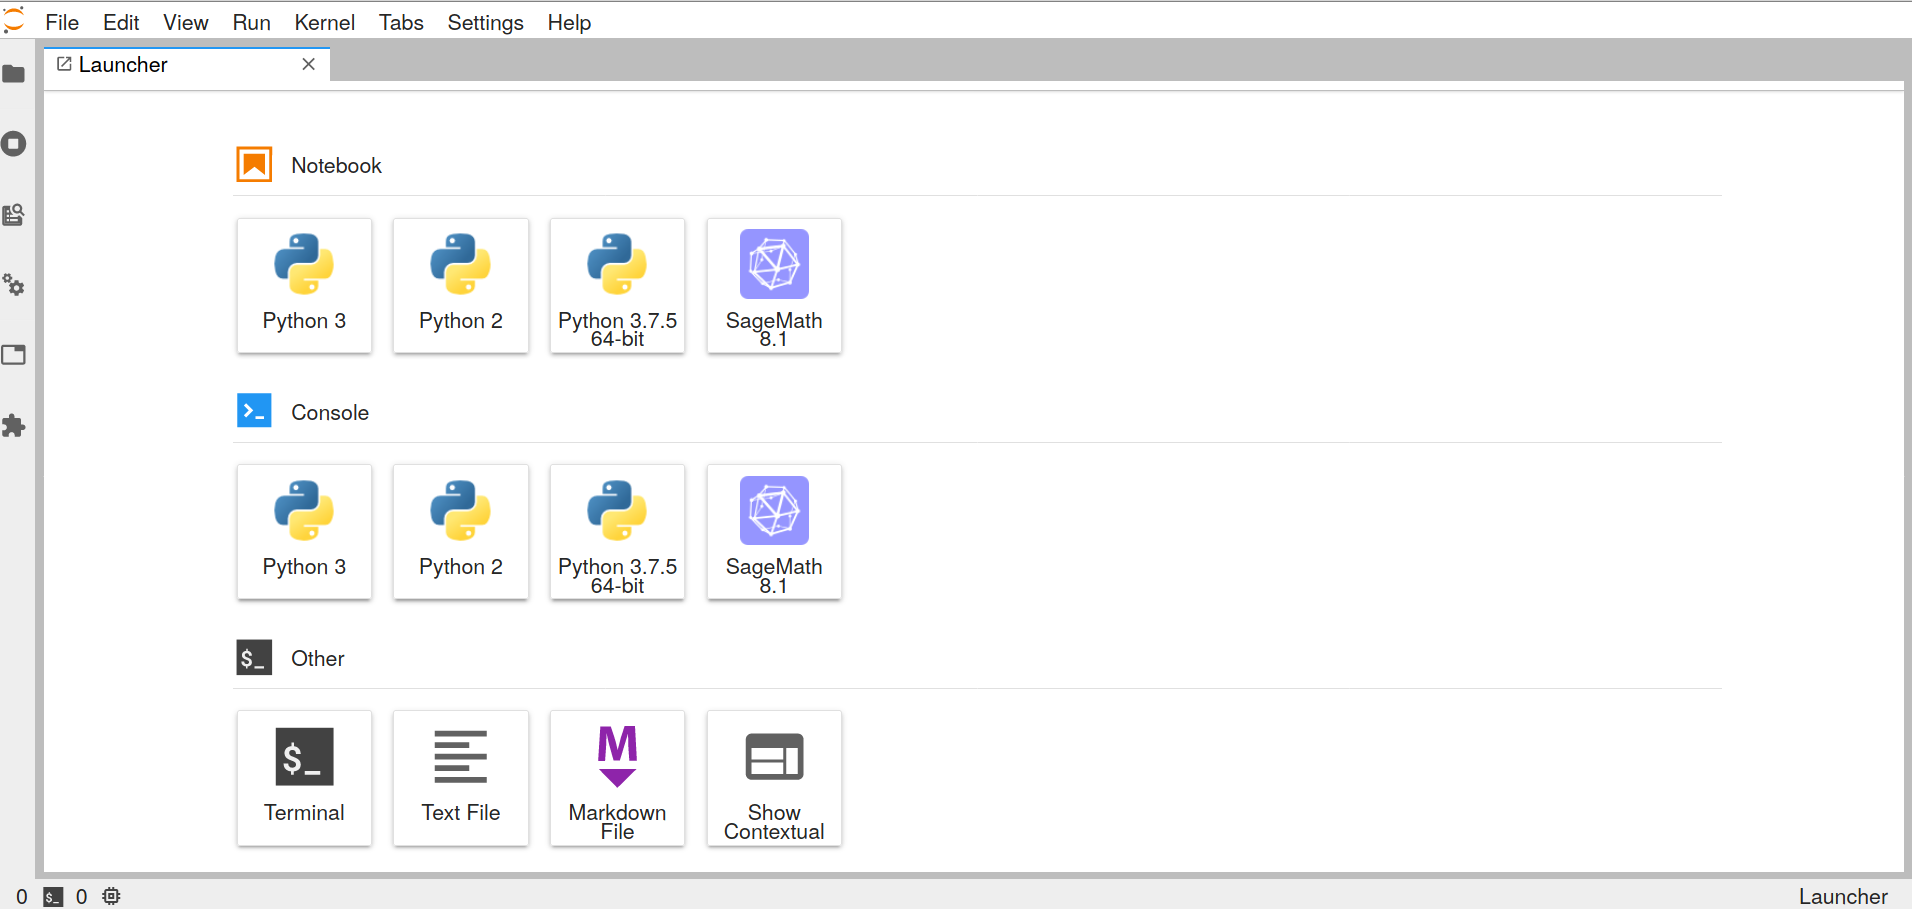 File Edit View Run Kernel Tabs Settings Help
Launcher
Notebook
Python 3
Python 2
Python 3.7.5
64-bit
SageMath
8.1
Console
Python 3
Python 2
Python 3.7.5
64-bit
SageMath
8.1
$_ Other
$_
Terminal
Text File
M
Markdown
File
Show
Contextual
0 $_ 0 Launcher